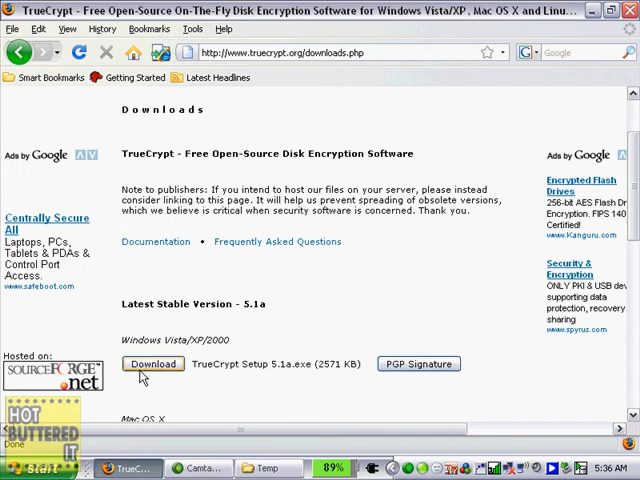 TrueCrypt - Free Open-Source On-The-Fly Disk Encryption Software for Windows Vista/XP, Mac OS X and Linu...
File Edit View History Bookmarks Tools Help
http://www.truecrypt.org/downloads.php
Google
Smart Bookmarks Getting Started Latest Headlines
Downloads
Ads by Google
Centrally Secure
All
Laptops, PCs,
Tablets & PDAs &
Control Port
Access.
www.safeboot.com
Hosted on:
SOURCEFORGE
.net
TrueCrypt - Free Open-Source Disk Encryption Software
Note to publishers: If you intend to host our files on your server, please instead
consider linking to this page. It will help us prevent spreading of obsolete versions,
which we believe is critical when security software is concerned. Thank you.
Documentation • Frequently Asked Questions
Latest Stable Version - 5.1a
Windows Vista/XP/2000
Download TrueCrypt Setup 5.1a.exe (2571 KB) PGP Signature
Mac OS X
Ads by Google
Encrypted Flash
Drives
256-bit AES Flash Dr
Encryption. FIPS 140
Certified!
www.Kanguru.com
Security &
Encryption
ONLY PKI & USB dev
supporting data
protection and storag
www.spyrus.com
HOT
BUTTERED
IT
Done
Start TrueC... Camta... Temp 89% 5:36 AM